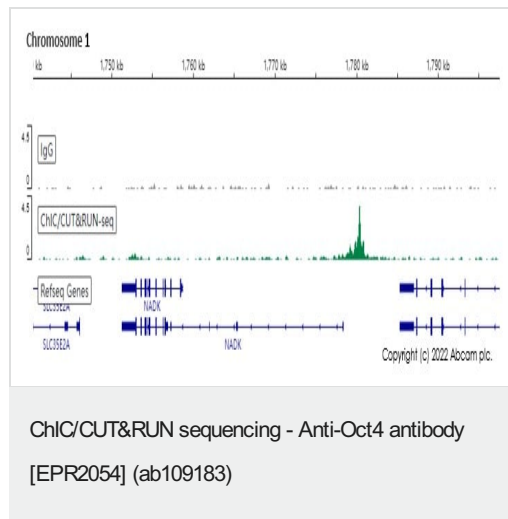 Chromosome 1
kb 1,750 kb 1,760 kb 1,770 kb 1,780 kb 1,790 kb
4.5
IgG
0
4.5
ChIC/CUT&RUN-seq
0
Refseq Genes
SLC35E2A NADK
SLC35E2A NADK
Copyright (c) 2022 Abcam plc.
ChIC/CUT&RUN sequencing - Anti-Oct4 antibody
[EPR2054] (ab109183)